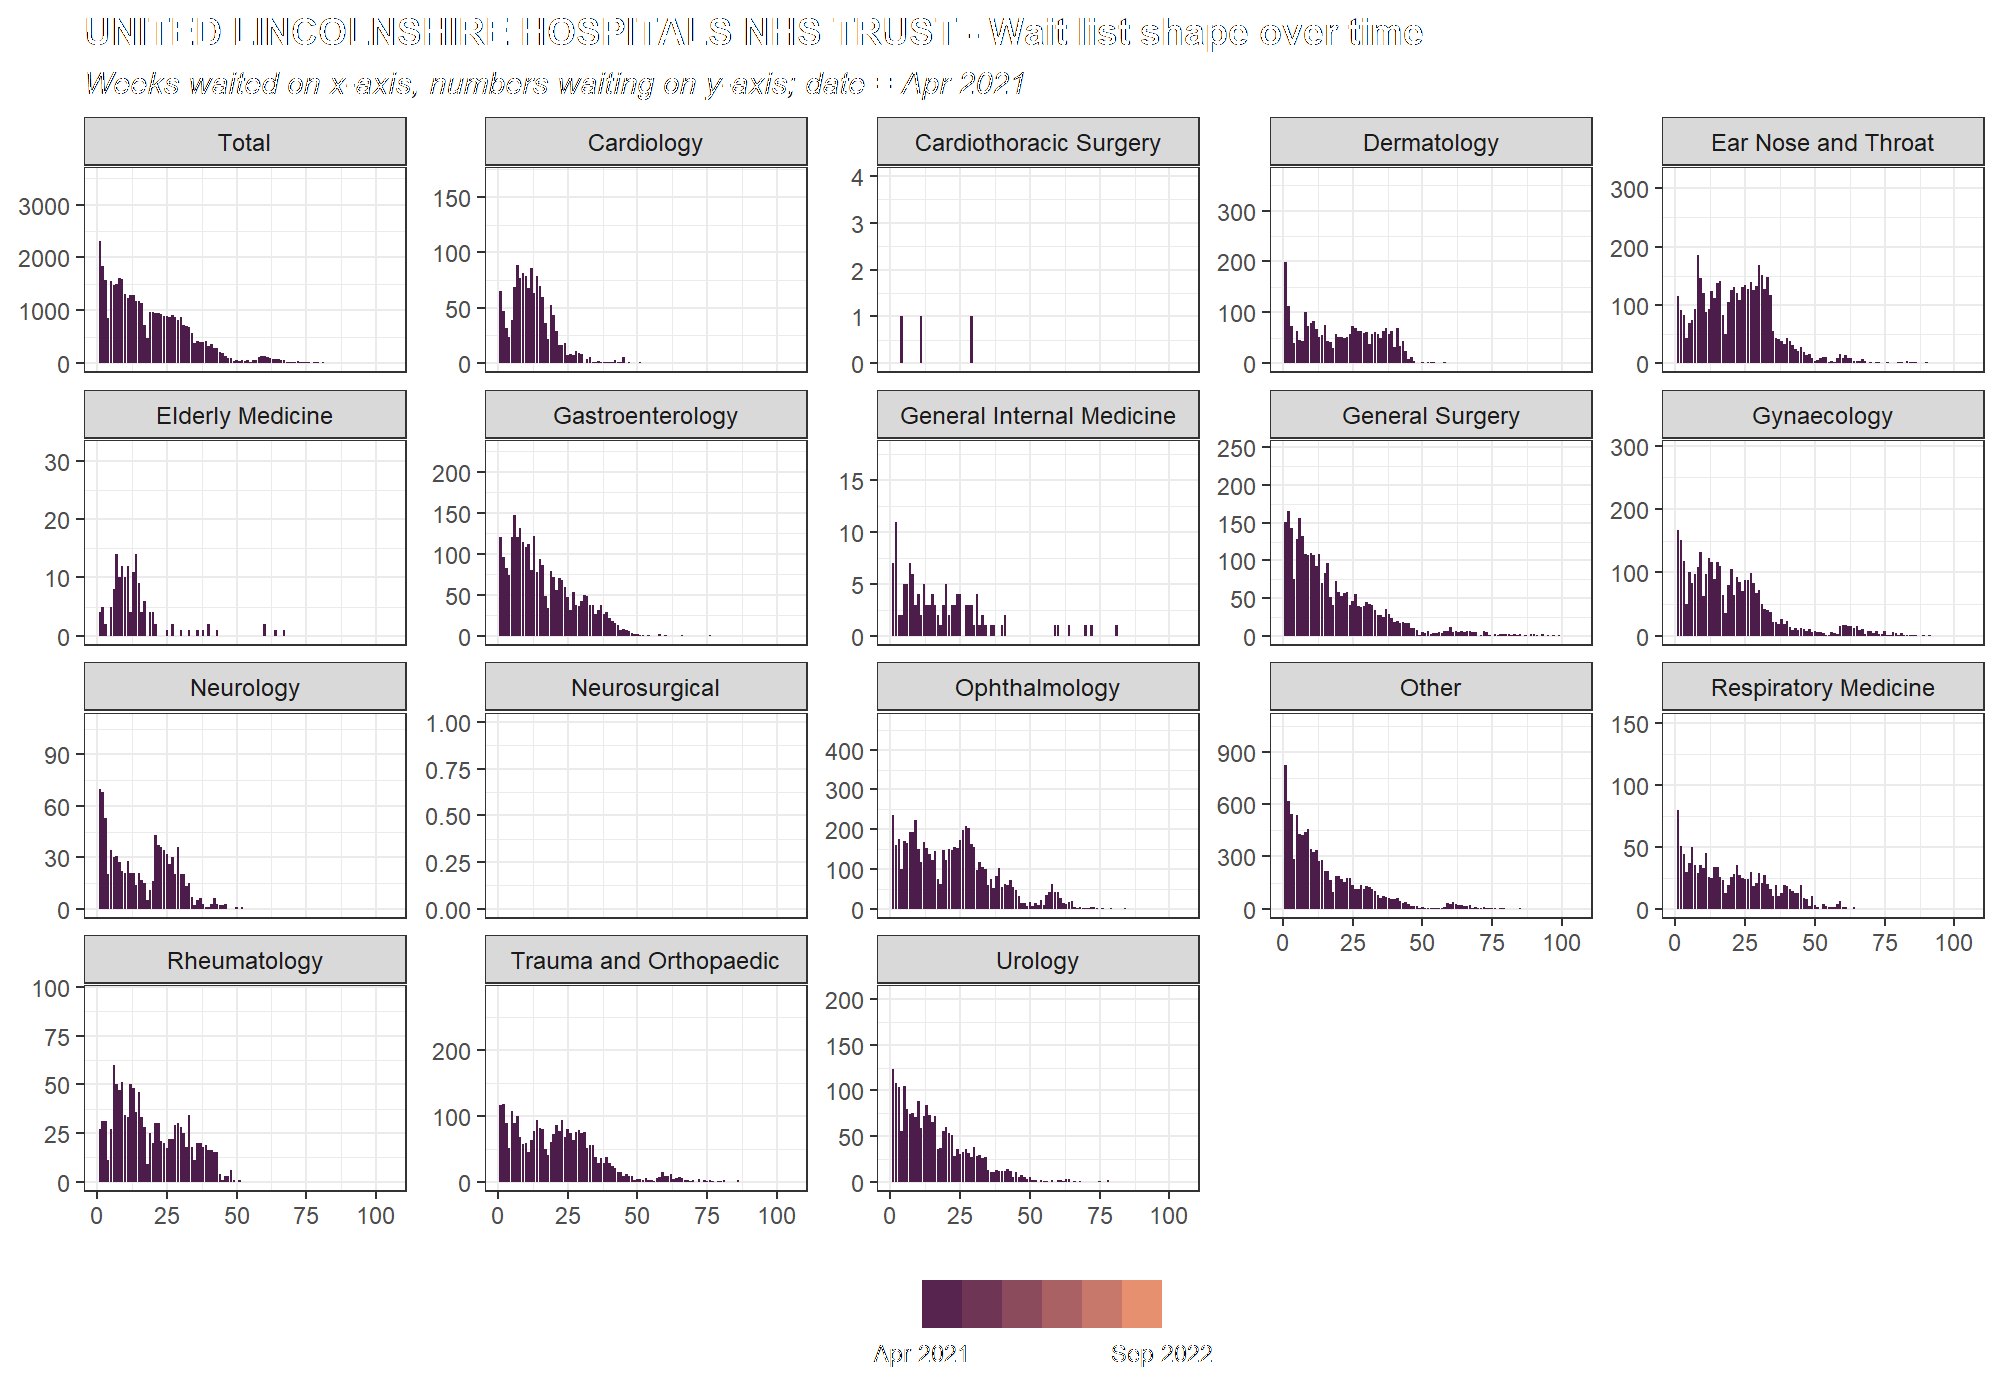 UNITED LINCOLNSHIRE HOSPITALS NHS TRUST - Wait list shape over time
Weeks waited on x-axis, numbers waiting on y-axis; date = Apr 2021
Total
Cardiology
Cardiothoracic Surgery
Dermatology
Ear Nose and Throat
3000
2000
1000
0
150
100
50
0
4
3
2
1
0
300
200
100
0
300
200
100
0
Elderly Medicine
Gastroenterology
General Internal Medicine
General Surgery
Gynaecology
30
20
10
0
200
150
100
50
0
15
10
5
0
250
200
150
100
50
0
300
200
100
0
Neurology
Neurosurgical
Ophthalmology
Other
Respiratory Medicine
90
60
30
0
1.00
0.75
0.50
0.25
0.00
400
300
200
100
0
900
600
300
0
150
100
50
0
0 25 50 75 100
0 25 50 75 100
Rheumatology
Trauma and Orthopaedic
Urology
100
75
50
25
0
200
100
0
200
150
100
50
0
0 25 50 75 100
0 25 50 75 100
0 25 50 75 100
Apr 2021
Sep 2022